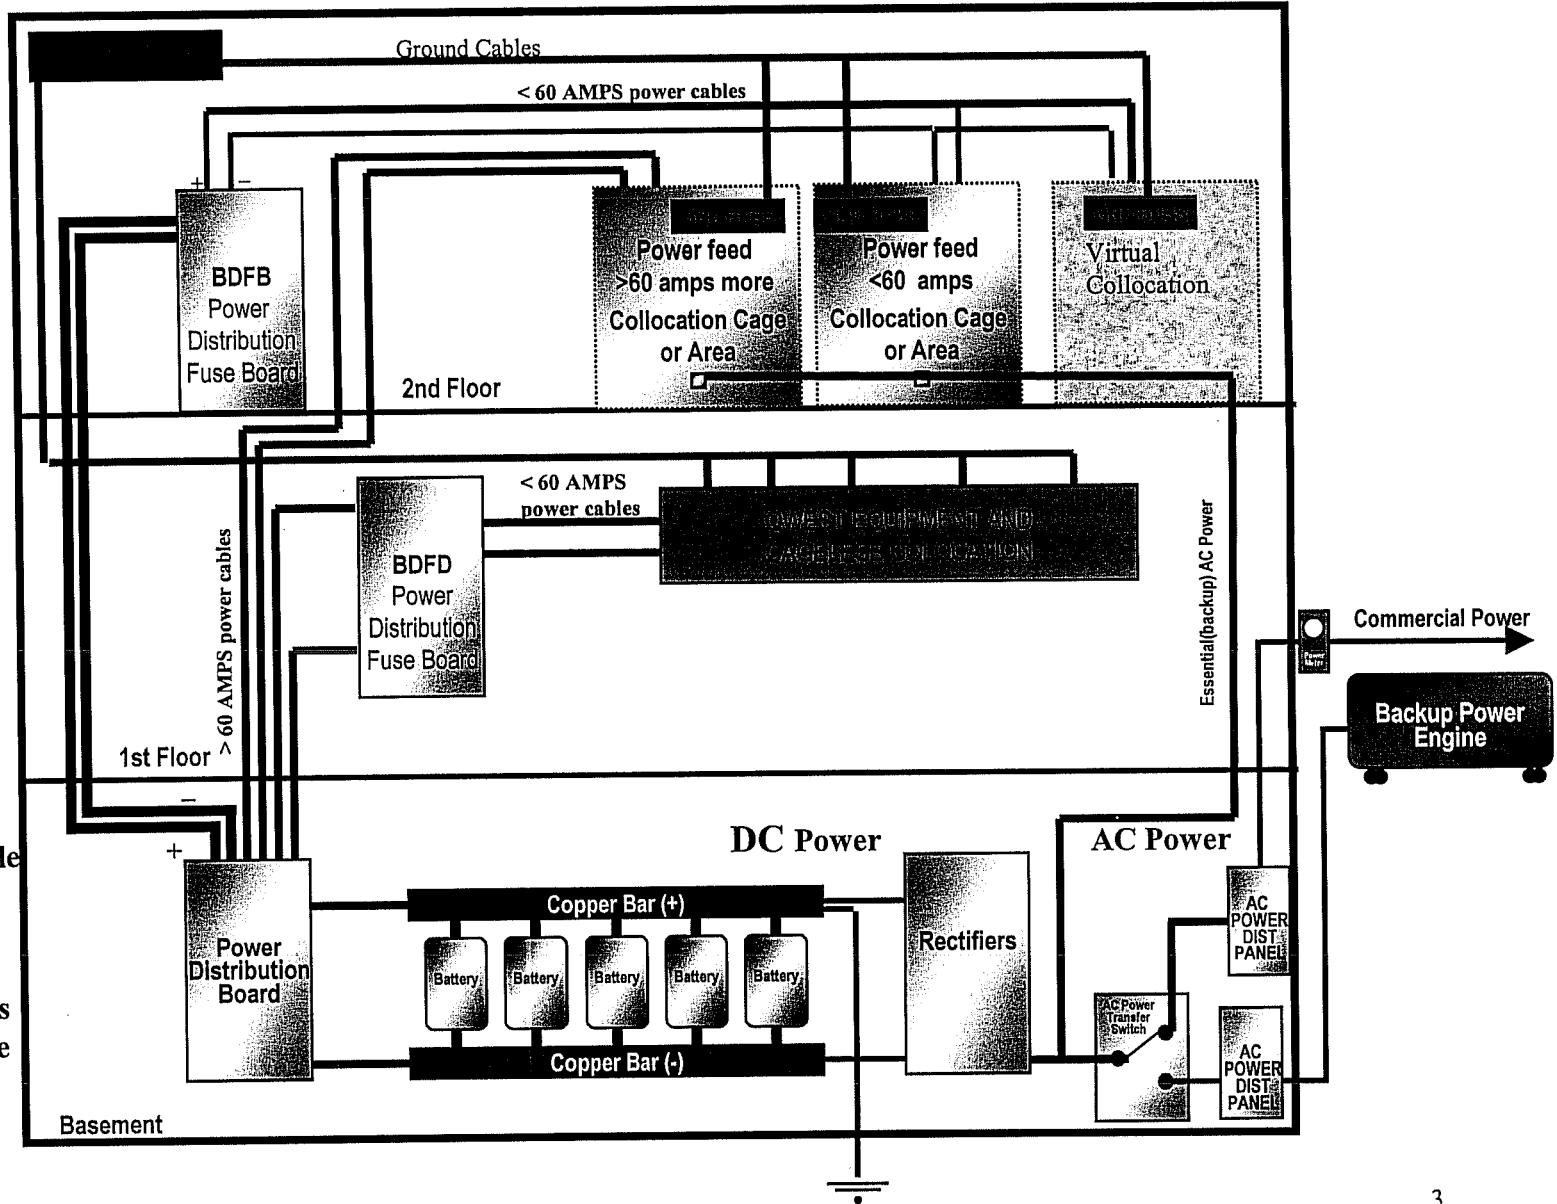 Ground Cables
< 60 AMPS power cables
+ –
BDFB
Power
Distribution
Fuse Board
Power feed
>60 amps more
Collocation Cage
or Area
Power feed
<60 amps
Collocation Cage
or Area
Virtual
Collocation
2nd Floor
< 60 AMPS
power cables
QWEST EQUIPMENT AND
CAGELESS COLLOCATION
BDFD
Power
Distribution
Fuse Board
> 60 AMPS power cables
Essential(backup) AC Power
Commercial Power
Power
Meter
Backup Power
Engine
1st Floor
–
+
DC Power
AC Power
le
s
e
Power
Distribution
Board
Copper Bar (+)
Battery
Battery
Battery
Battery
Battery
Copper Bar (-)
Rectifiers
AC Power
Transfer
Switch
AC
POWER
DIST
PANEL
AC
POWER
DIST
PANEL
Basement
3